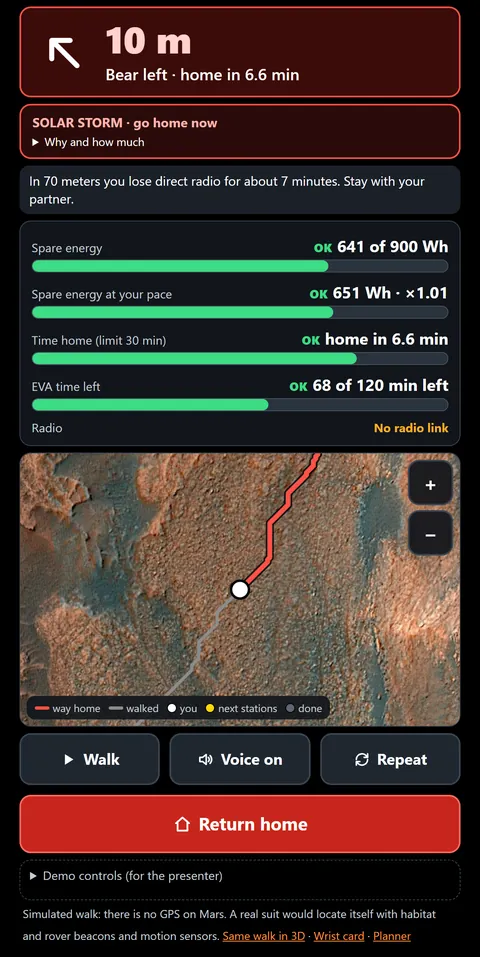 10 m
Bear left · home in 6.6 min
SOLAR STORM · go home now
▶ Why and how much
In 70 meters you lose direct radio for about 7 minutes. Stay with your
partner.
Spare energy OK 641 of 900 Wh
Spare energy at your pace OK 651 Wh · ×1.01
Time home (limit 30 min) OK home in 6.6 min
EVA time left OK 68 of 120 min left
Radio No radio link
+
−
way home walked you next stations done
Walk Voice on Repeat
Return home
▶ Demo controls (for the presenter)
Simulated walk: there is no GPS on Mars. A real suit would locate itself with habitat
and rover beacons and motion sensors. Same walk in 3D · Wrist card · Planner